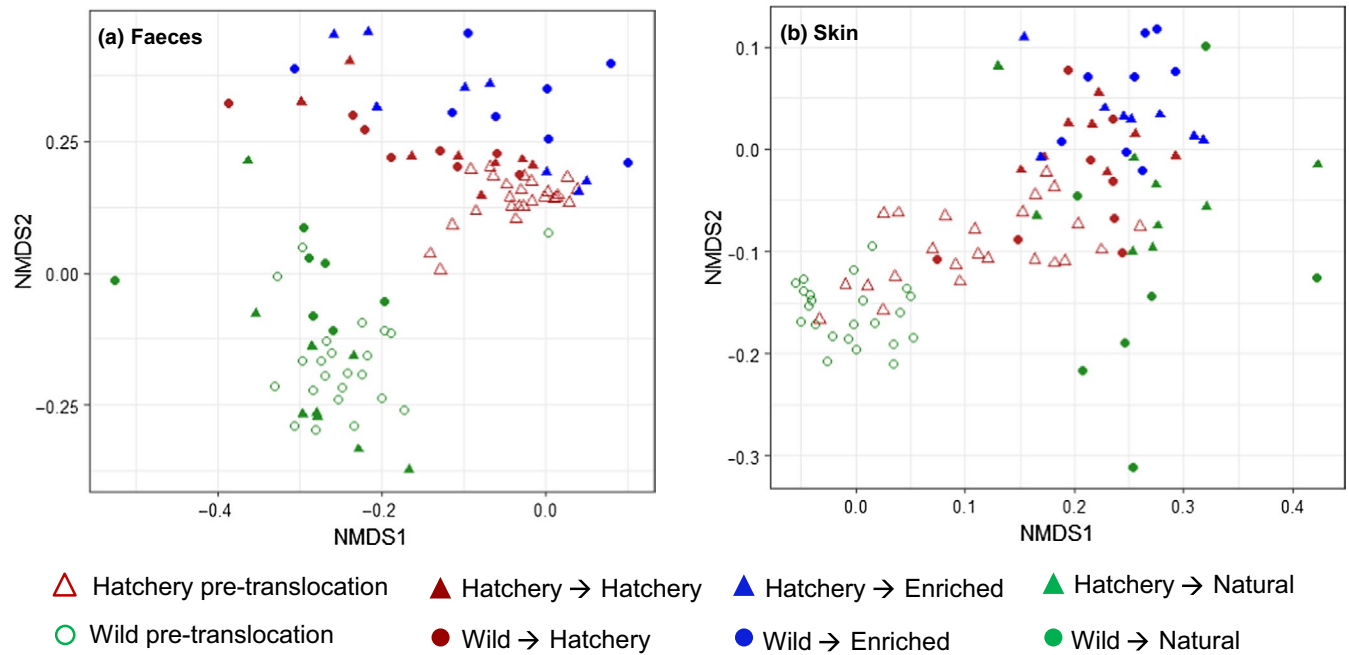 (a) Faeces
(b) Skin
NMDS2
0.25
0.00
−0.25
−0.4
−0.2
0.0
NMDS1
NMDS2
0.1
0.0
−0.1
−0.2
−0.3
0.0
0.1
0.2
0.3
0.4
NMDS1
Hatchery pre-translocation
Hatchery → Hatchery
Hatchery → Enriched
Hatchery → Natural
Wild pre-translocation
Wild → Hatchery
Wild → Enriched
Wild → Natural